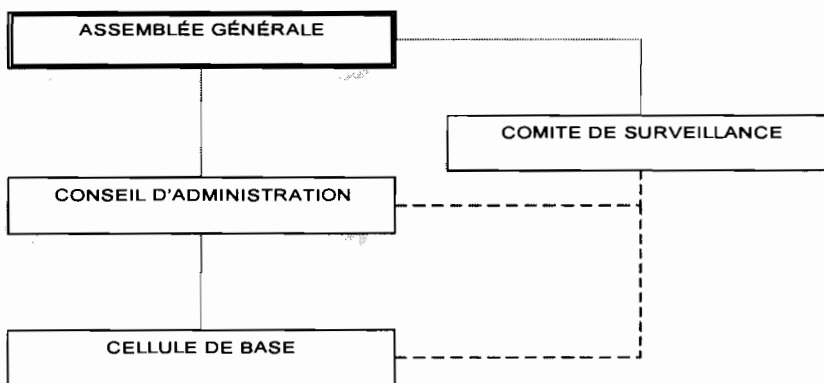 ASSEMBLÉE GÉNÉRALE
COMITE DE SURVEILLANCE
CONSEIL D'ADMINISTRATION
CELLULE DE BASE